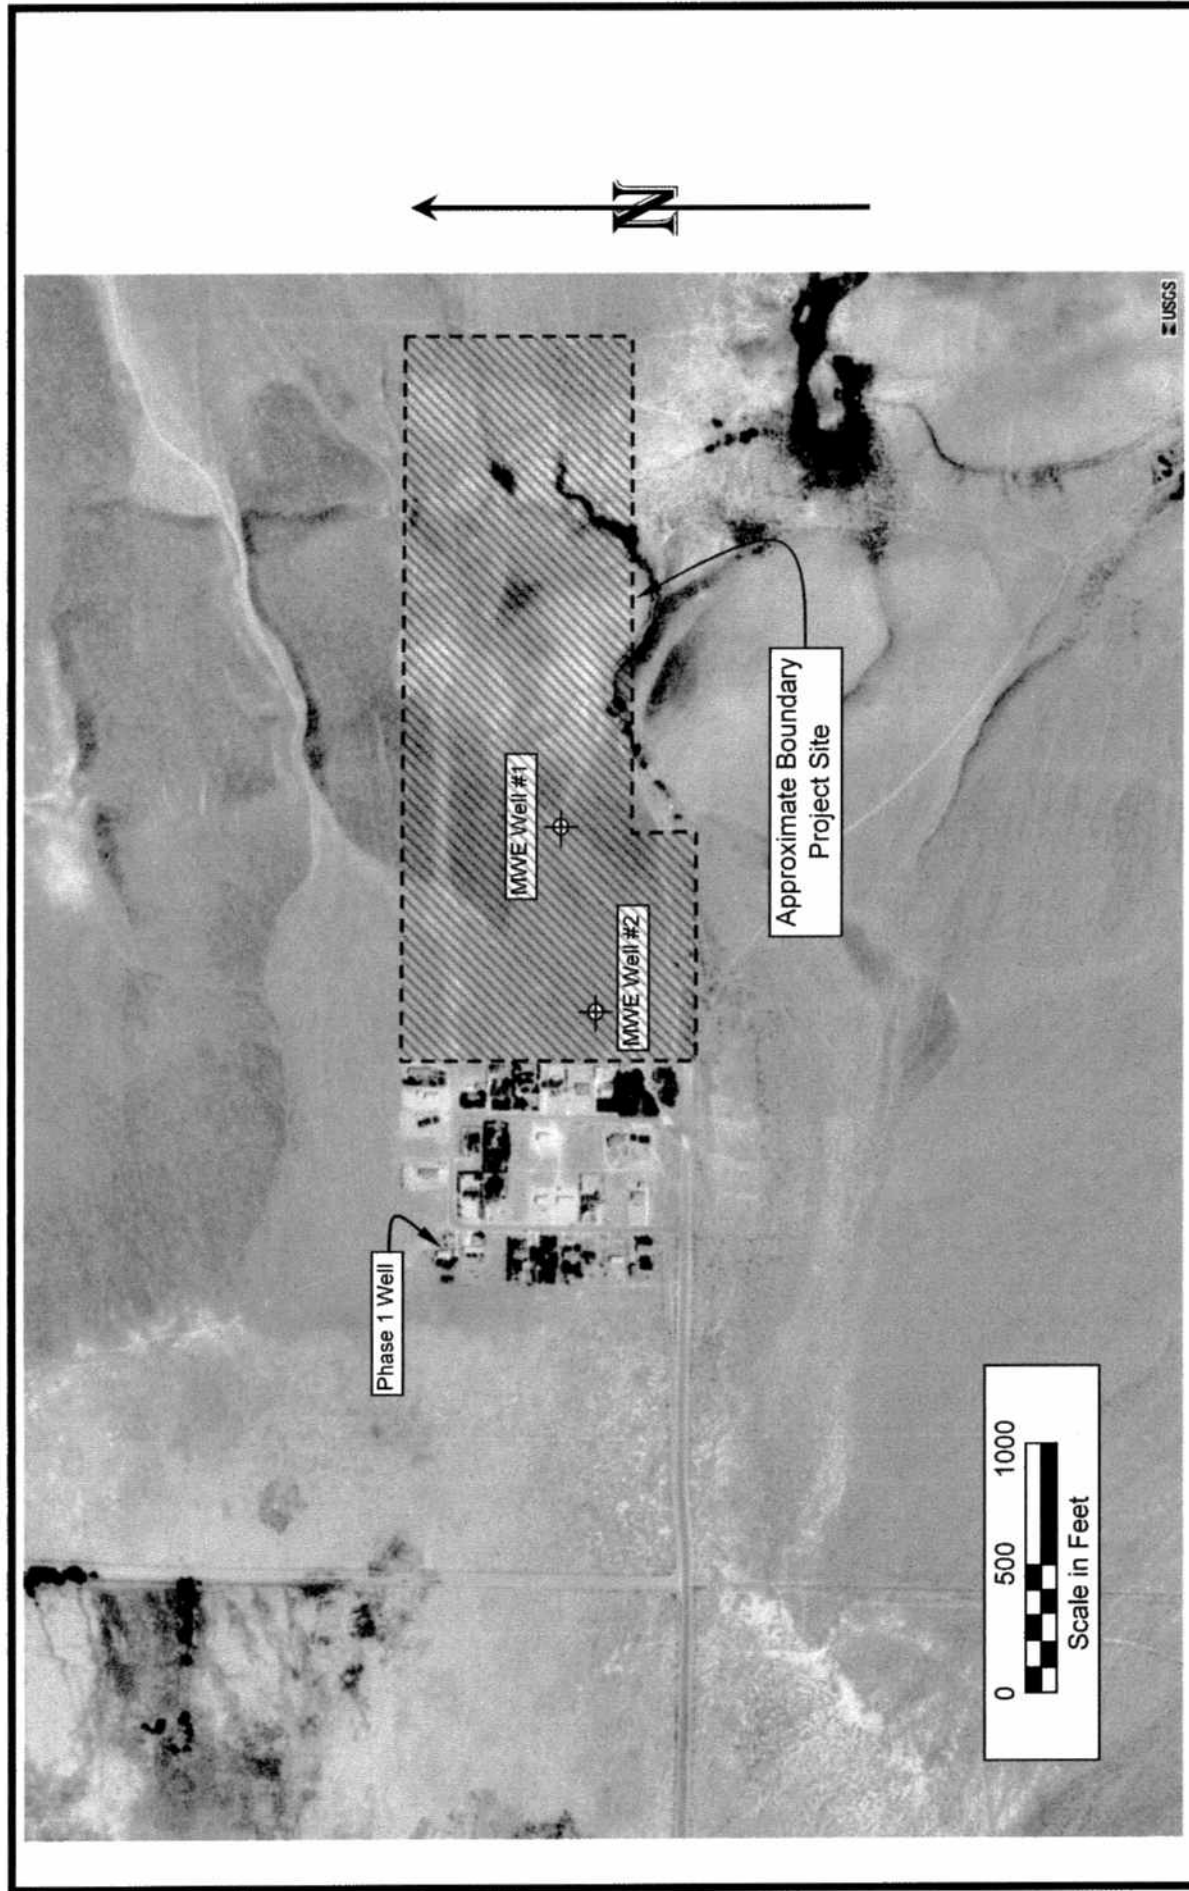 N
USGS
MWE Well #1
MWE Well #2
Approximate Boundary
Project Site
Phase 1 Well
0 500 1000
Scale in Feet